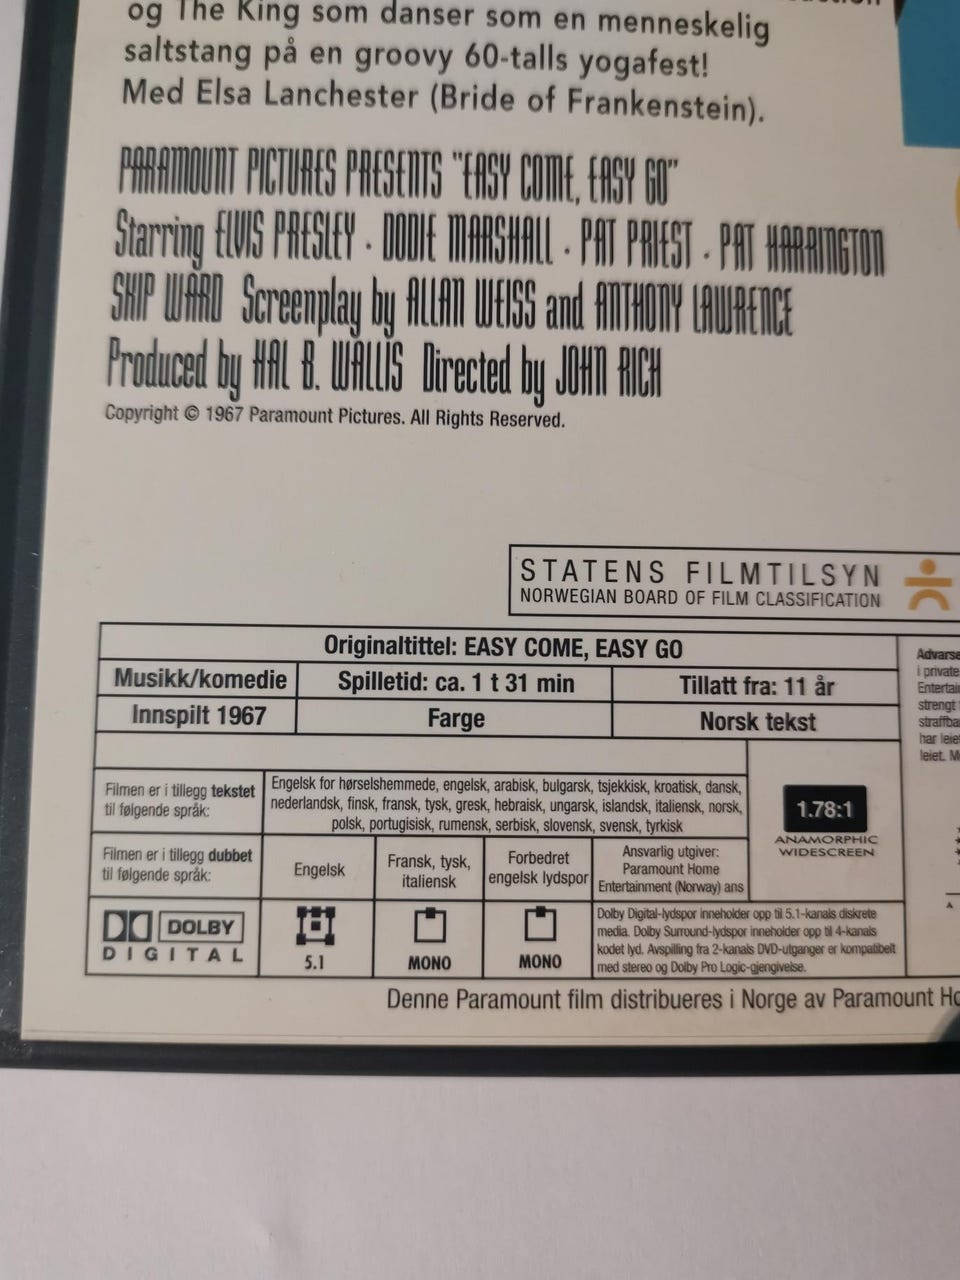 og The King som danser som en menneskelig
saltstang på en groovy 60-talls yogafest!
Med Elsa Lanchester (Bride of Frankenstein).
PARAMOUNT PICTURES PRESENTS "EASY COME, EASY GO"
Starring ELVIS PRESLEY · DODIE MARSHALL · PAT PRIEST · PAT HARRINGTON
SKIP WARD Screenplay by ALLAN WEISS and ANTHONY LAWRENCE
Produced by HAL B. WALLIS Directed by JOHN RICH
Copyright © 1967 Paramount Pictures. All Rights Reserved.
STATENS FILMTILSYN
NORWEGIAN BOARD OF FILM CLASSIFICATION
Originaltittel: EASY COME, EASY GO
Musikk/komedie
Spilletid: ca. 1 t 31 min
Tillatt fra: 11 år
Innspilt 1967
Farge
Norsk tekst
Filmen er i tillegg tekstet
til følgende språk:
Engelsk for hørselshemmede, engelsk, arabisk, bulgarsk, tsjekkisk, kroatisk, dansk,
nederlandsk, finsk, fransk, tysk, gresk, hebraisk, ungarsk, islandsk, italiensk, norsk,
polsk, portugisisk, rumensk, serbisk, slovensk, svensk, tyrkisk
1.78:1
ANAMORPHIC
WIDESCREEN
Filmen er i tillegg dubbet
til følgende språk:
Engelsk
Fransk, tysk,
italiensk
Forbedret
engelsk lydspor
Ansvarlig utgiver:
Paramount Home
Entertainment (Norway) ans
DOLBY
DIGITAL
5.1
MONO
MONO
Dolby Digital-lydspor inneholder opp til 5.1-kanals diskrete
media. Dolby Surround-lydspor inneholder opp til 4-kanals
kodet lyd. Avspilling fra 2-kanals DVD-utganger er kompatibelt
med stereo og Dolby Pro Logic-gjengivelse.
Advarse
i private
Entertai
strengt
straffba
har leie
leiet. M
Denne Paramount film distribueres i Norge av Paramount Ho